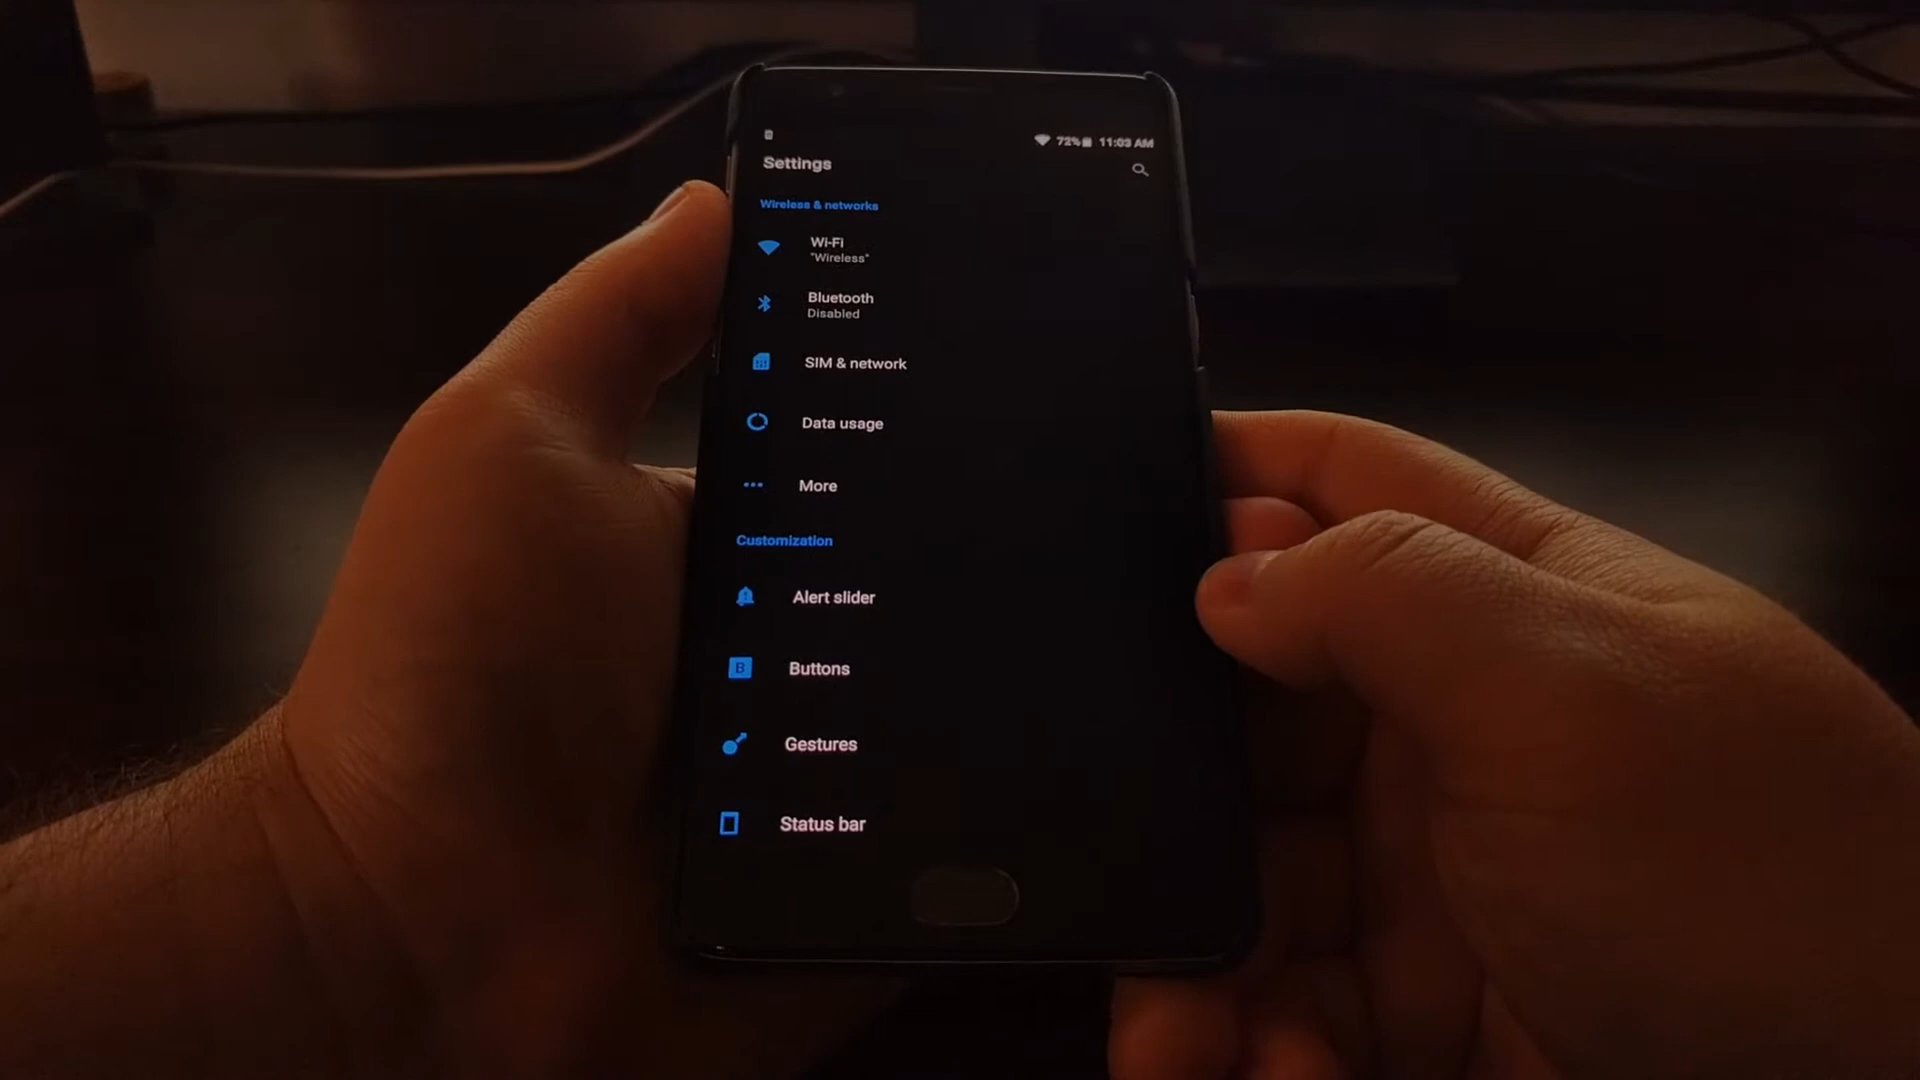 72% 11:03 AM
Settings
Wireless & networks
Wi-Fi
"Wireless"
Bluetooth
Disabled
SIM & network
Data usage
More
Customization
Alert slider
B Buttons
Gestures
Status bar